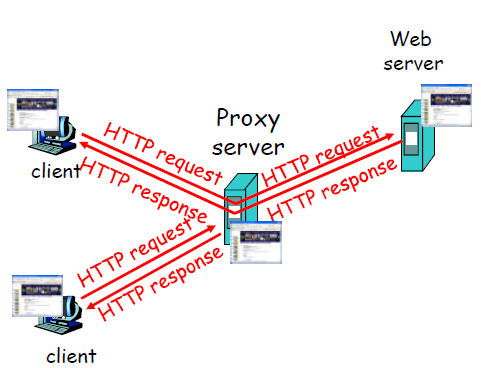 Web
server
Proxy
server
client
HTTP request
HTTP response
HTTP request
HTTP response
HTTP request
HTTP response
client